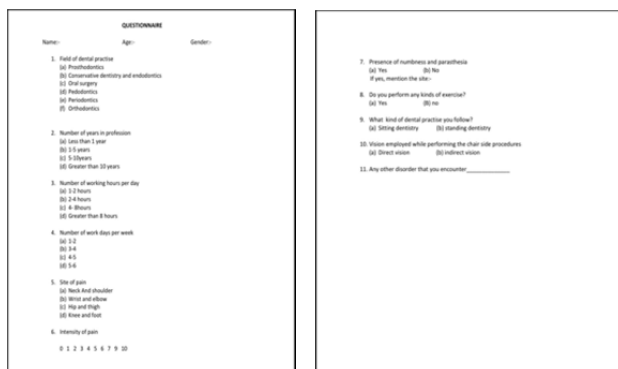 QUESTIONNAIRE
Name:- Age:- Gender:-
1. Field of dental practise
(a) Prosthodontics
(b) Conservative dentistry and endodontics
(c) Oral surgery
(d) Pedodontics
(e) Periodontics
(f) Orthodontics
2. Number of years in profession
(a) Less than 1 year
(b) 1-5 years
(c) 5-10years
(d) Greater than 10 years
3. Number of working hours per day
(a) 1-2 hours
(b) 2-4 hours
(c) 4- 8hours
(d) Greater than 8 hours
4. Number of work days per week
(a) 1-2
(b) 3-4
(c) 4-5
(d) 5-6
5. Site of pain
(a) Neck And shoulder
(b) Wrist and elbow
(c) Hip and thigh
(d) Knee and foot
6. Intensity of pain
0 1 2 3 4 5 6 7 9 10
7. Presence of numbness and parasthesia
(a) Yes (b) No
If yes, mention the site:-
8. Do you perform any kinds of exercise?
(a) Yes (B) no
9. What kind of dental practise you follow?
(a) Sitting dentistry (b) standing dentistry
10. Vision employed while performing the chair side procedures
(a) Direct vision (b) indirect vision
11. Any other disorder that you encounter______________